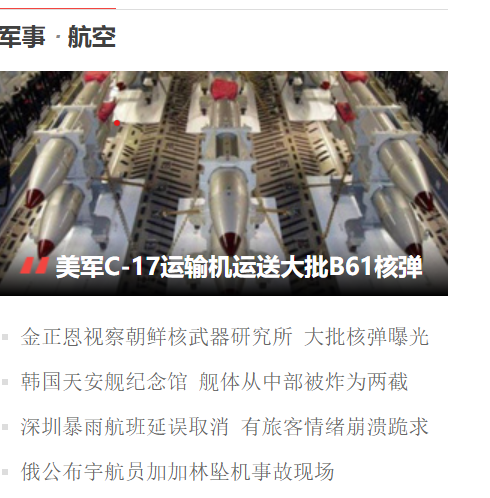 军事·航空
美军C-17运输机运送大批B61核弹
金正恩视察朝鲜核武器研究所 大批核弹曝光
韩国天安舰纪念馆 舰体从中部被炸为两截
深圳暴雨航班延误取消 有旅客情绪崩溃跪求
俄公布宇航员加加林坠机事故现场